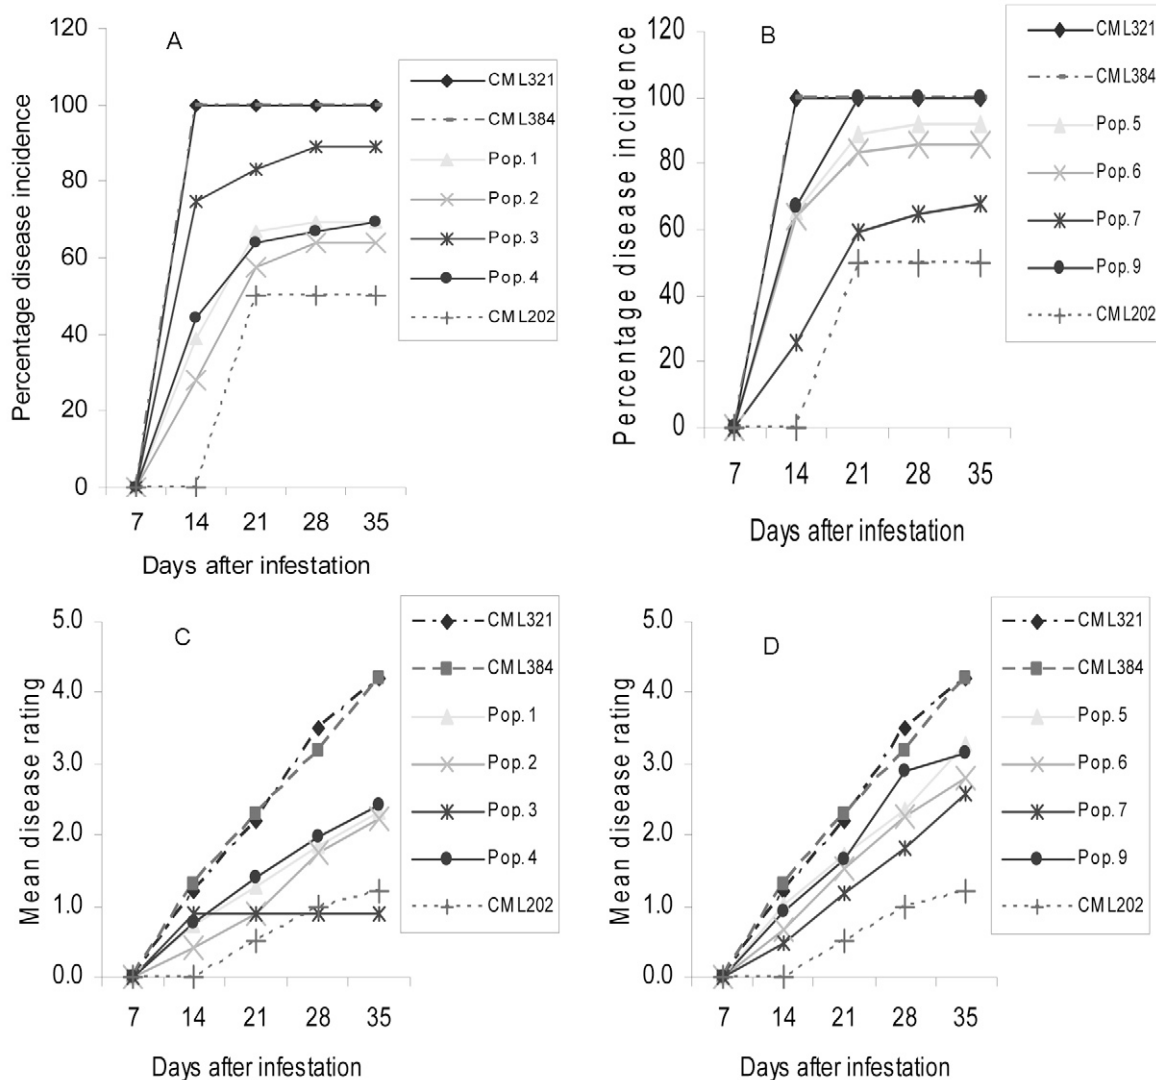 A
Percentage disease incidence
120
100
80
60
40
20
0
7 14 21 28 35
Days after infestation
CML321
CML384
Pop. 1
Pop. 2
Pop. 3
Pop. 4
CML202
B
Percentage disease incidence
120
100
80
60
40
20
0
7 14 21 28 35
Days after infestation
CML321
CML384
Pop. 5
Pop. 6
Pop. 7
Pop. 9
CML202
C
Mean disease rating
5.0
4.0
3.0
2.0
1.0
0.0
7 14 21 28 35
Days after infestation
CML321
CML384
Pop. 1
Pop. 2
Pop. 3
Pop. 4
CML202
D
Mean disease rating
5.0
4.0
3.0
2.0
1.0
0.0
7 14 21 28 35
Days after infestation
CML321
CML384
Pop. 5
Pop. 6
Pop. 7
Pop. 9
CML202